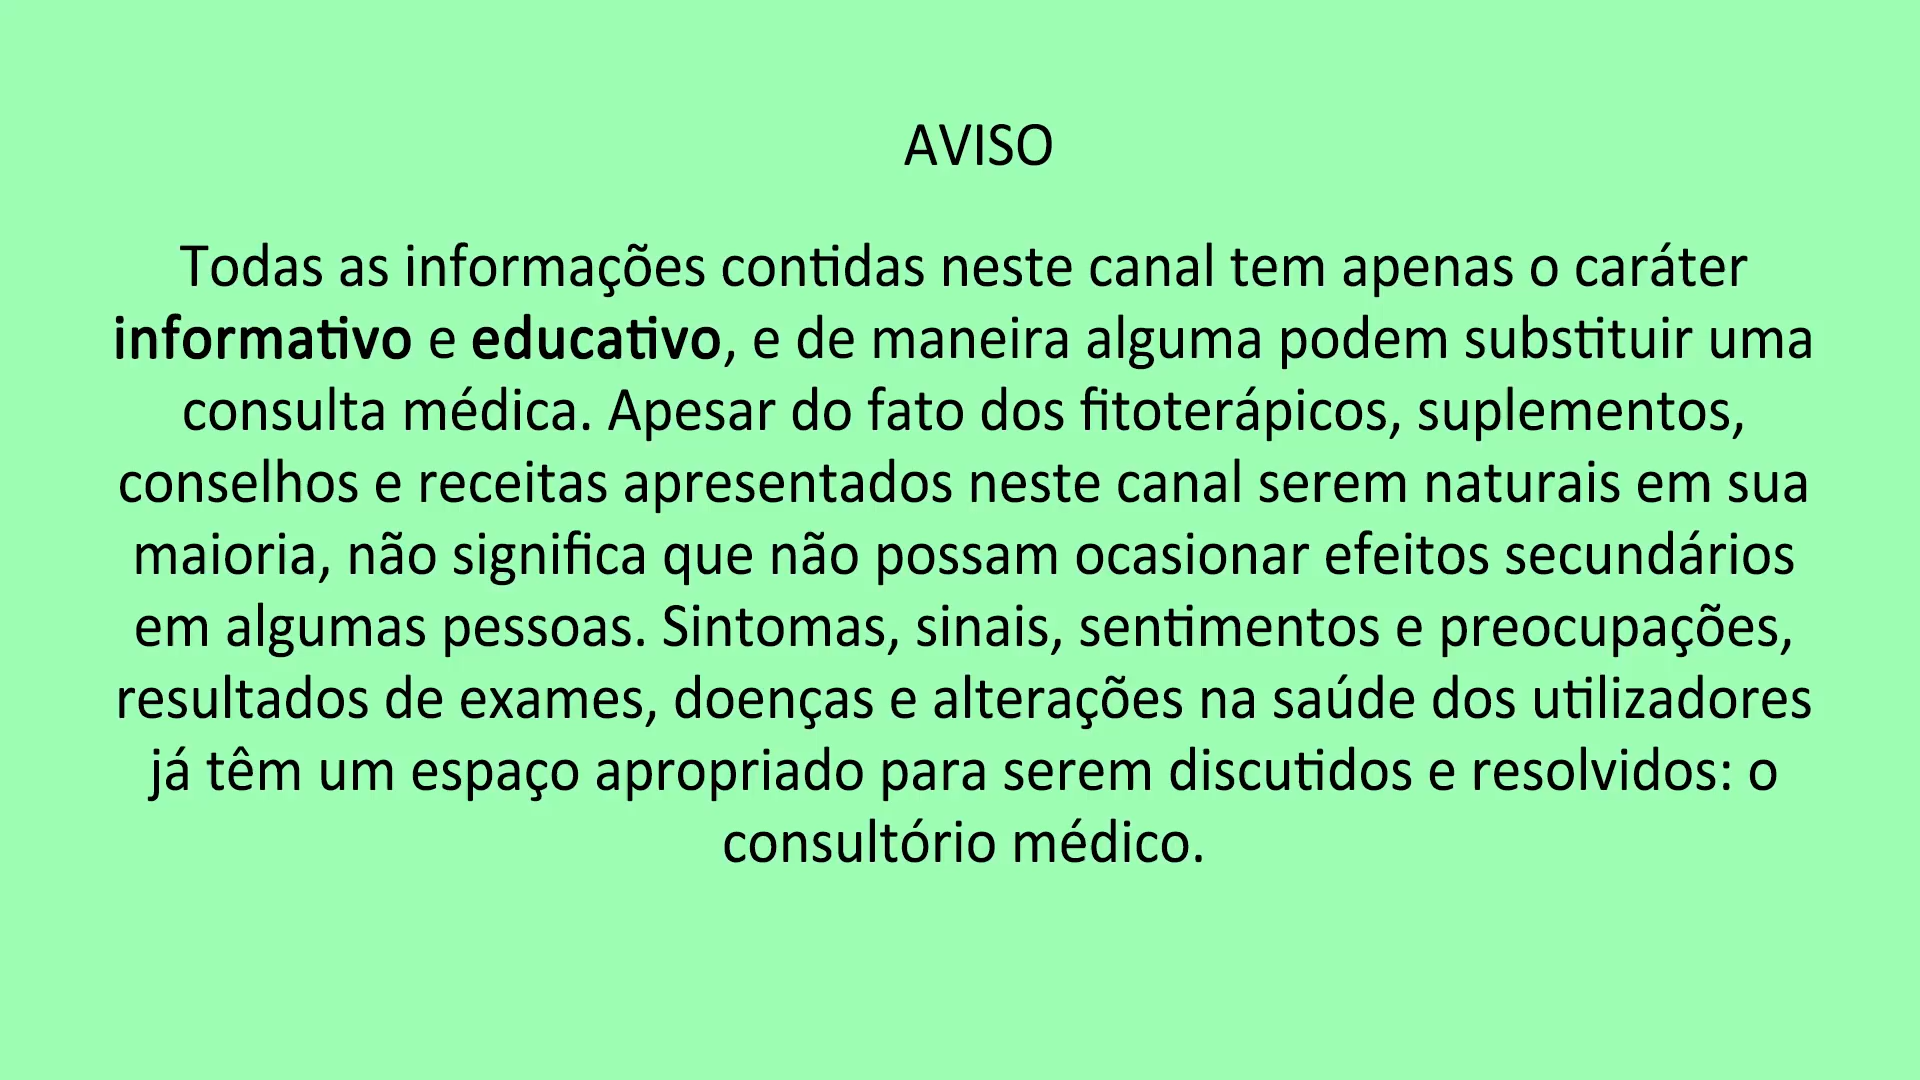 AVISO
Todas as informações contidas neste canal tem apenas o caráter
informativo e educativo, e de maneira alguma podem substituir uma
consulta médica. Apesar do fato dos fitoterápicos, suplementos,
conselhos e receitas apresentados neste canal serem naturais em sua
maioria, não significa que não possam ocasionar efeitos secundários
em algumas pessoas. Sintomas, sinais, sentimentos e preocupações,
resultados de exames, doenças e alterações na saúde dos utilizadores
já têm um espaço apropriado para serem discutidos e resolvidos: o
consultório médico.